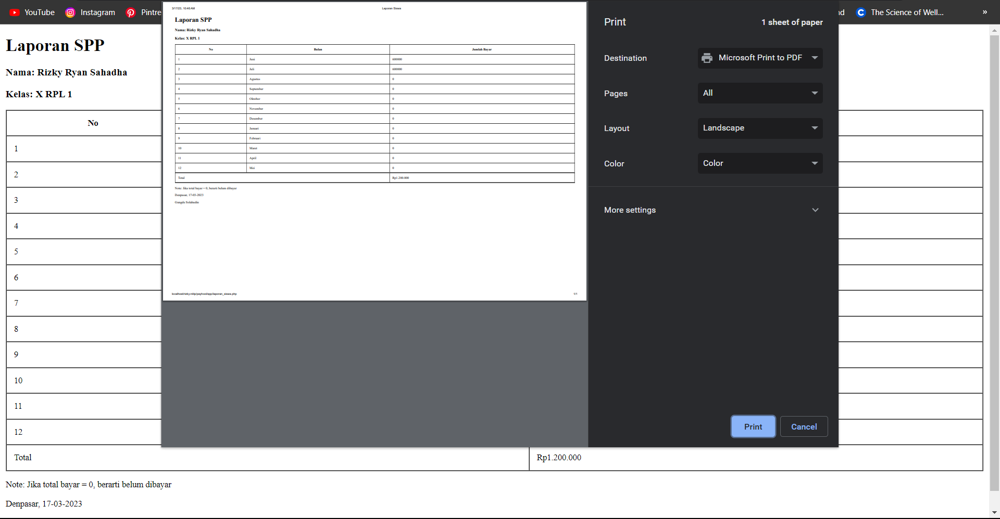 YouTube Instagram Pintre nd The Science of Well... »
Laporan SPP
Nama: Rizky Ryan Sahadha
Kelas: X RPL 1
No
1
2
3
4
5
6
7
8
9
10
11
12
Total Rp1.200.000
Note: Jika total bayar = 0, berarti belum dibayar
Denpasar, 17-03-2023
3/17/23, 10:46 AM Laporan Siswa
Laporan SPP
Nama: Rizky Ryan Sahadha
Kelas: X RPL 1
No Bulan Jumlah Bayar
1 Juni 600000
2 Juli 600000
3 Agustus 0
4 September 0
5 Oktober 0
6 November 0
7 Desember 0
8 Januari 0
9 Februari 0
10 Maret 0
11 April 0
12 Mei 0
Total Rp1.200.000
Note: Jika total bayar = 0, berarti belum dibayar
Denpasar, 17-03-2023
Gungde Solahudin
1/1
Print 1 sheet of paper
Destination Microsoft Print to PDF
Pages All
Layout Landscape
Color Color
More settings
Print Cancel